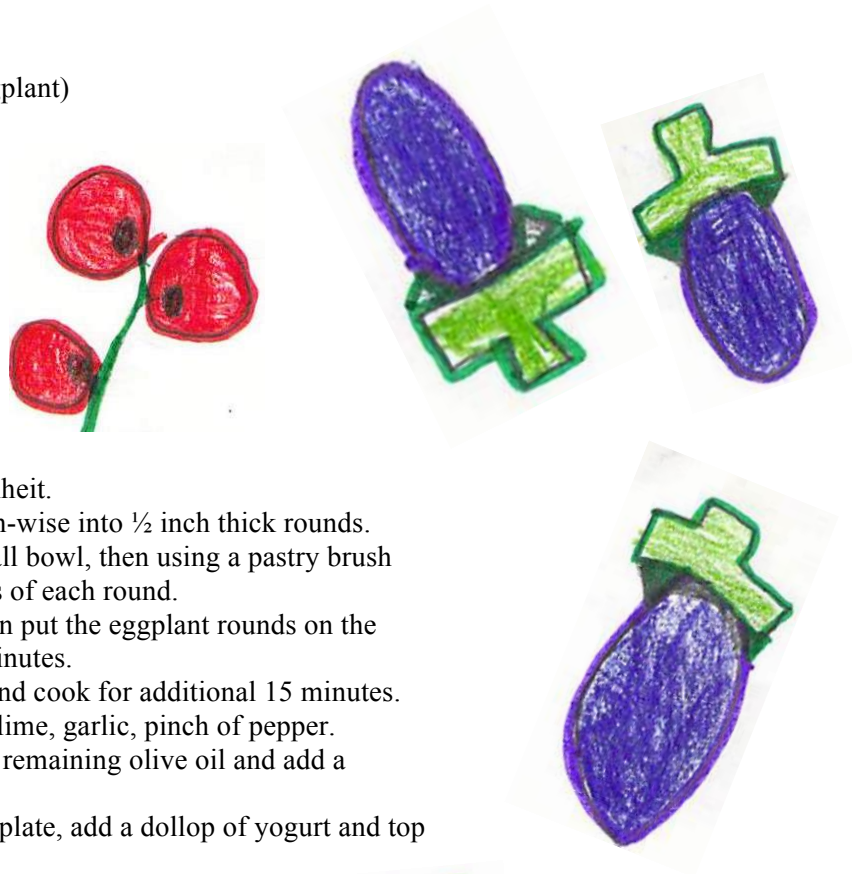 plant)
heit.
n-wise into ½ inch thick rounds.
all bowl, then using a pastry brush
s of each round.
n put the eggplant rounds on the
inutes.
nd cook for additional 15 minutes.
lime, garlic, pinch of pepper.
remaining olive oil and add a
plate, add a dollop of yogurt and top